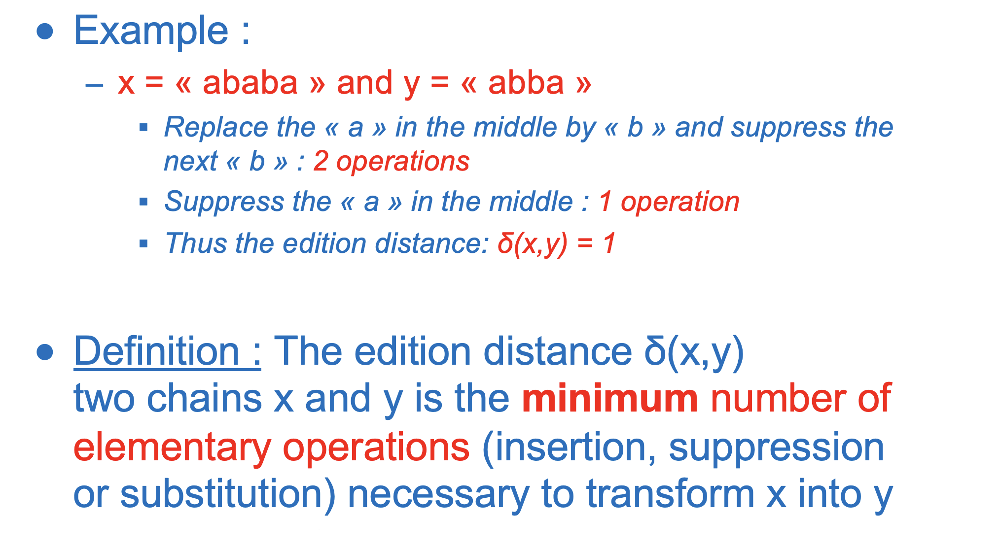 ● Example :
– x = « ababa » and y = « abba »
▪ Replace the « a » in the middle by « b » and suppress the
next « b » : 2 operations
▪ Suppress the « a » in the middle : 1 operation
▪ Thus the edition distance: δ(x,y) = 1
● Definition : The edition distance δ(x,y)
two chains x and y is the minimum number of
elementary operations (insertion, suppression
or substitution) necessary to transform x into y